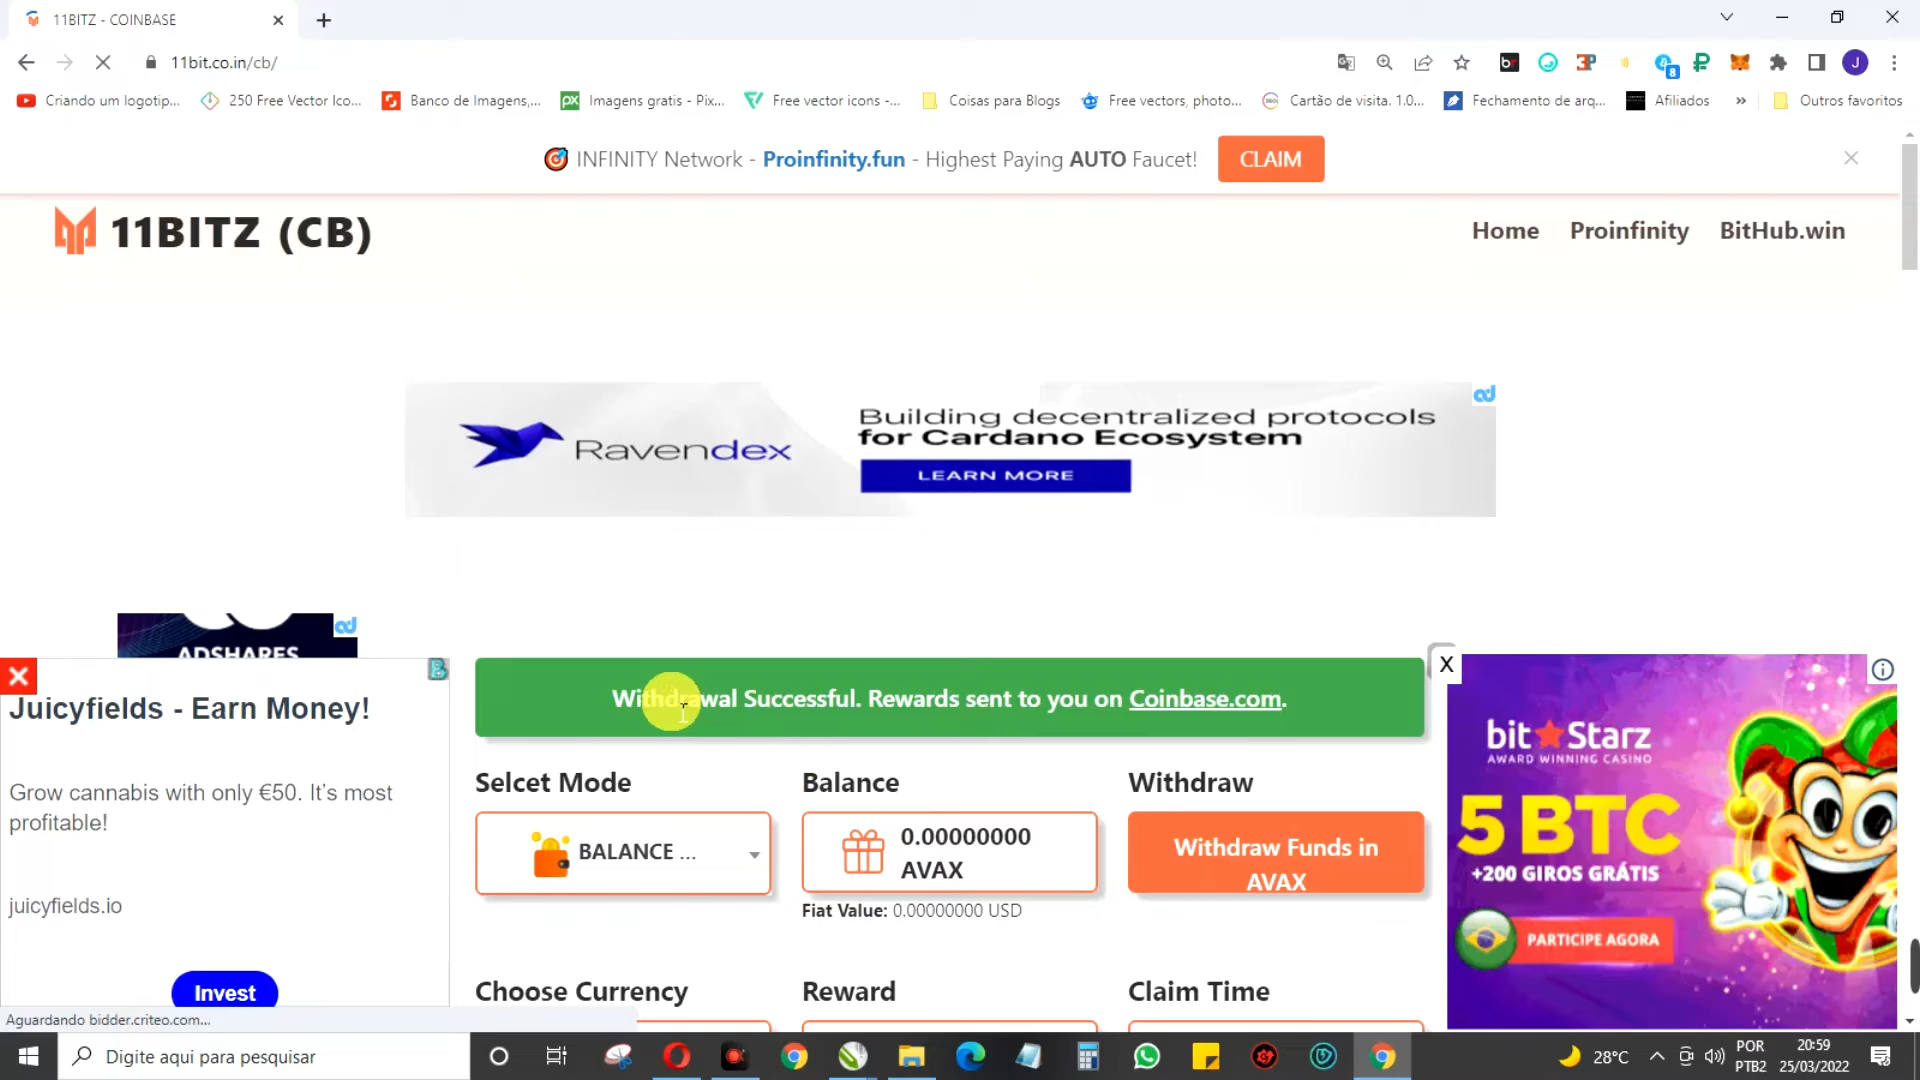 11BITZ - COINBASE
11bit.co.in/cb/
8
J
Criando um logotip...
250 Free Vector Ico...
Banco de Imagens,...
px
Imagens gratis - Pix...
Free vector icons -...
Coisas para Blogs
Free vectors, photo...
Cartão de visita. 1.0...
Fechamento de arq...
Afiliados
»
Outros favoritos
INFINITY Network - Proinfinity.fun - Highest Paying AUTO Faucet!
CLAIM
11BITZ (CB)
Home
Proinfinity
BitHub.win
Ravendex
Building decentralized protocols
for Cardano Ecosystem
LEARN MORE
ad
ADSHARES
ad
Juicyfields - Earn Money!
Grow cannabis with only €50. It's most
profitable!
juicyfields.io
Invest
Withdrawal Successful. Rewards sent to you on Coinbase.com.
Selcet Mode
BALANCE ...
Balance
0.00000000
AVAX
Fiat Value: 0.00000000 USD
Withdraw
Withdraw Funds in
AVAX
Choose Currency
Reward
Claim Time
X
bit Starz
AWARD WINNING CASINO
5 BTC
+200 GIROS GRÁTIS
PARTICIPE AGORA
Aguardando bidder.criteo.com...
Digite aqui para pesquisar
28°C
POR
PTB2
20:59
25/03/2022